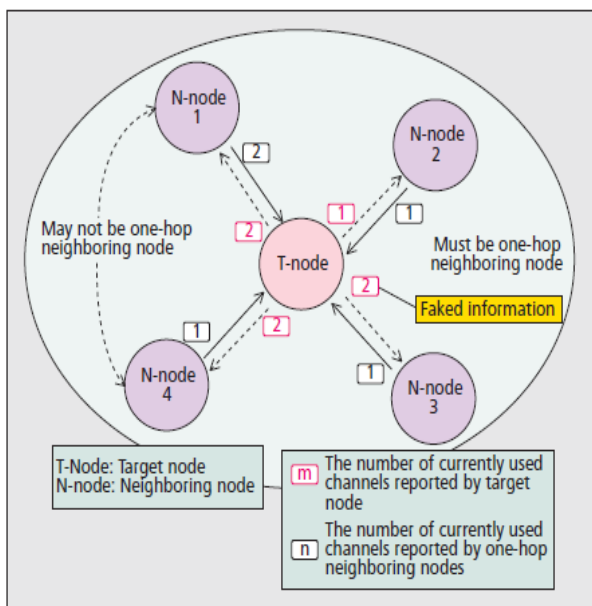 N-node
1
N-node
2
2
1
May not be one-hop
neighboring node
2
1
Must be one-hop
neighboring node
T-node
2
Faked information
1
2
1
N-node
4
N-node
3
T-Node: Target node
N-node: Neighboring node
m The number of currently used
channels reported by target
node
n The number of currently used
channels reported by one-hop
neighboring nodes